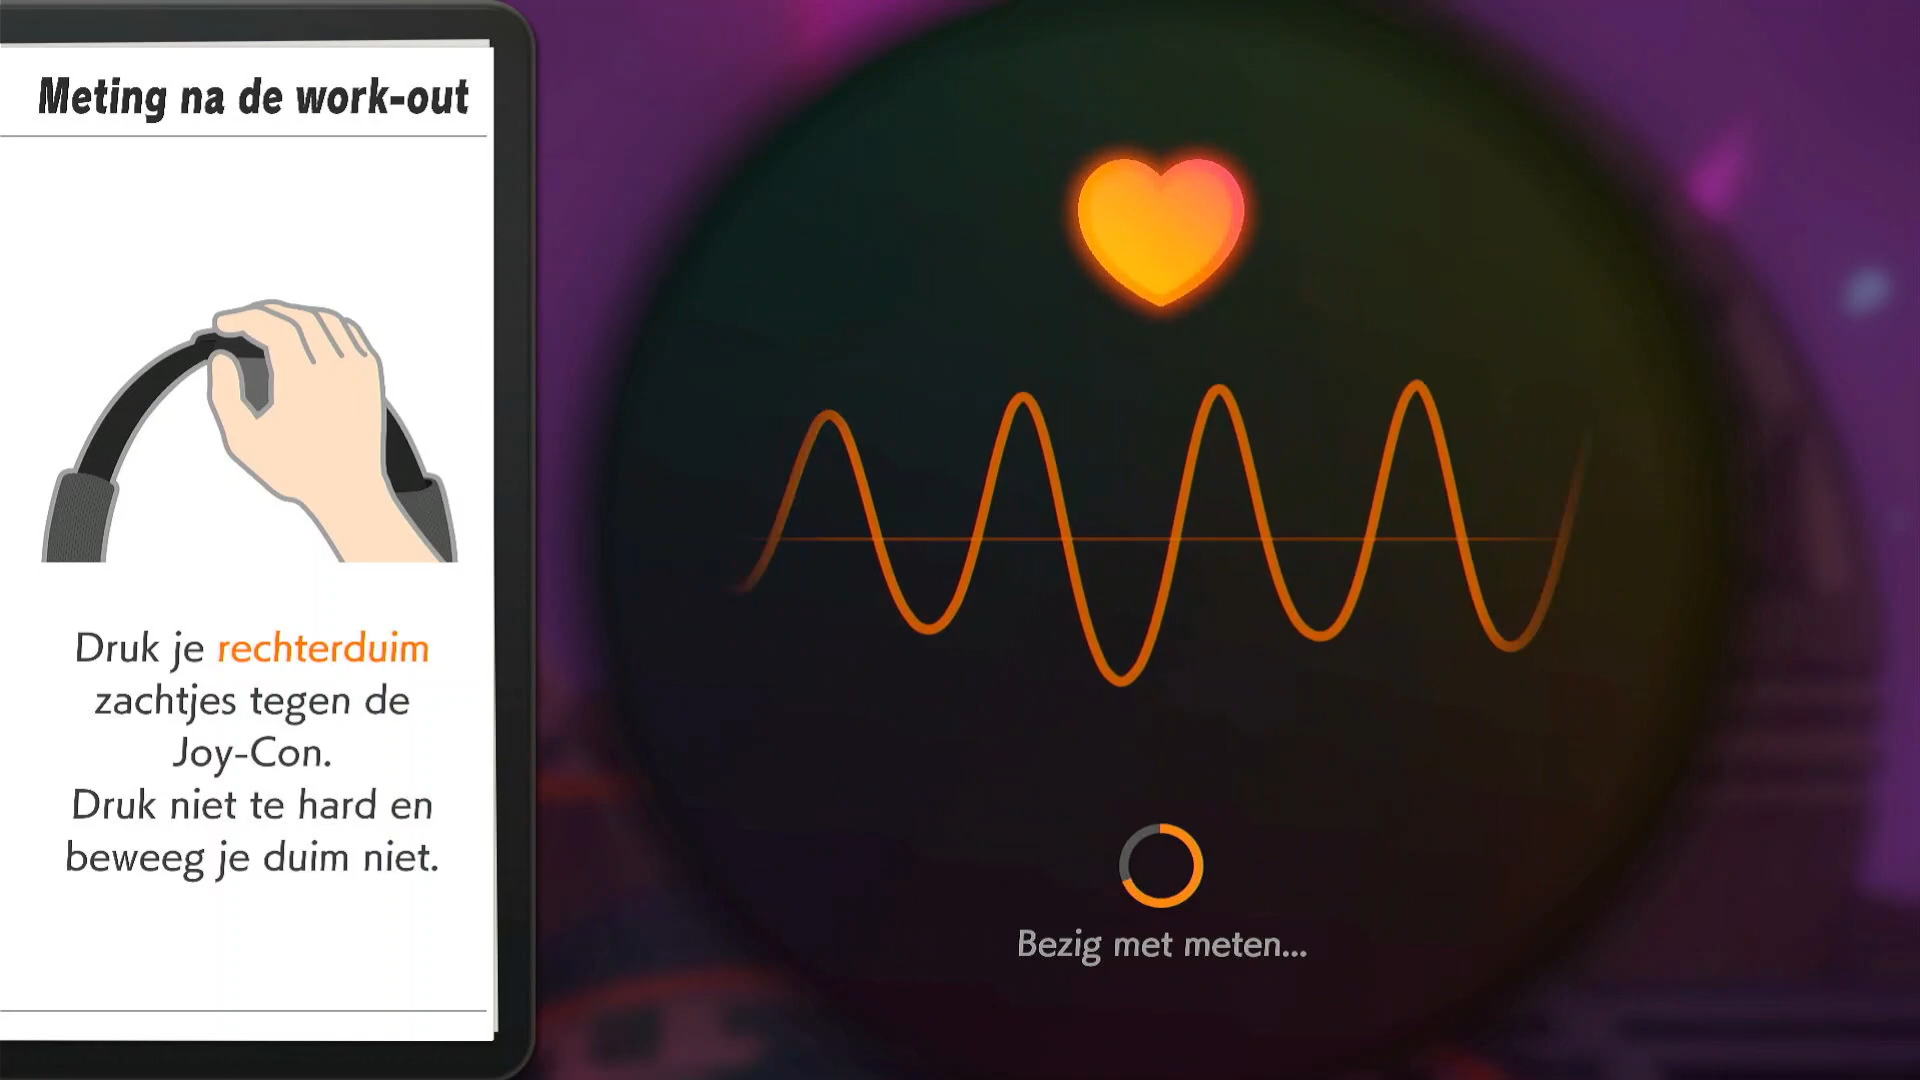 Meting na de work-out
Druk je rechterduim
zachtjes tegen de
Joy-Con.
Druk niet te hard en
beweeg je duim niet.
Bezig met meten...